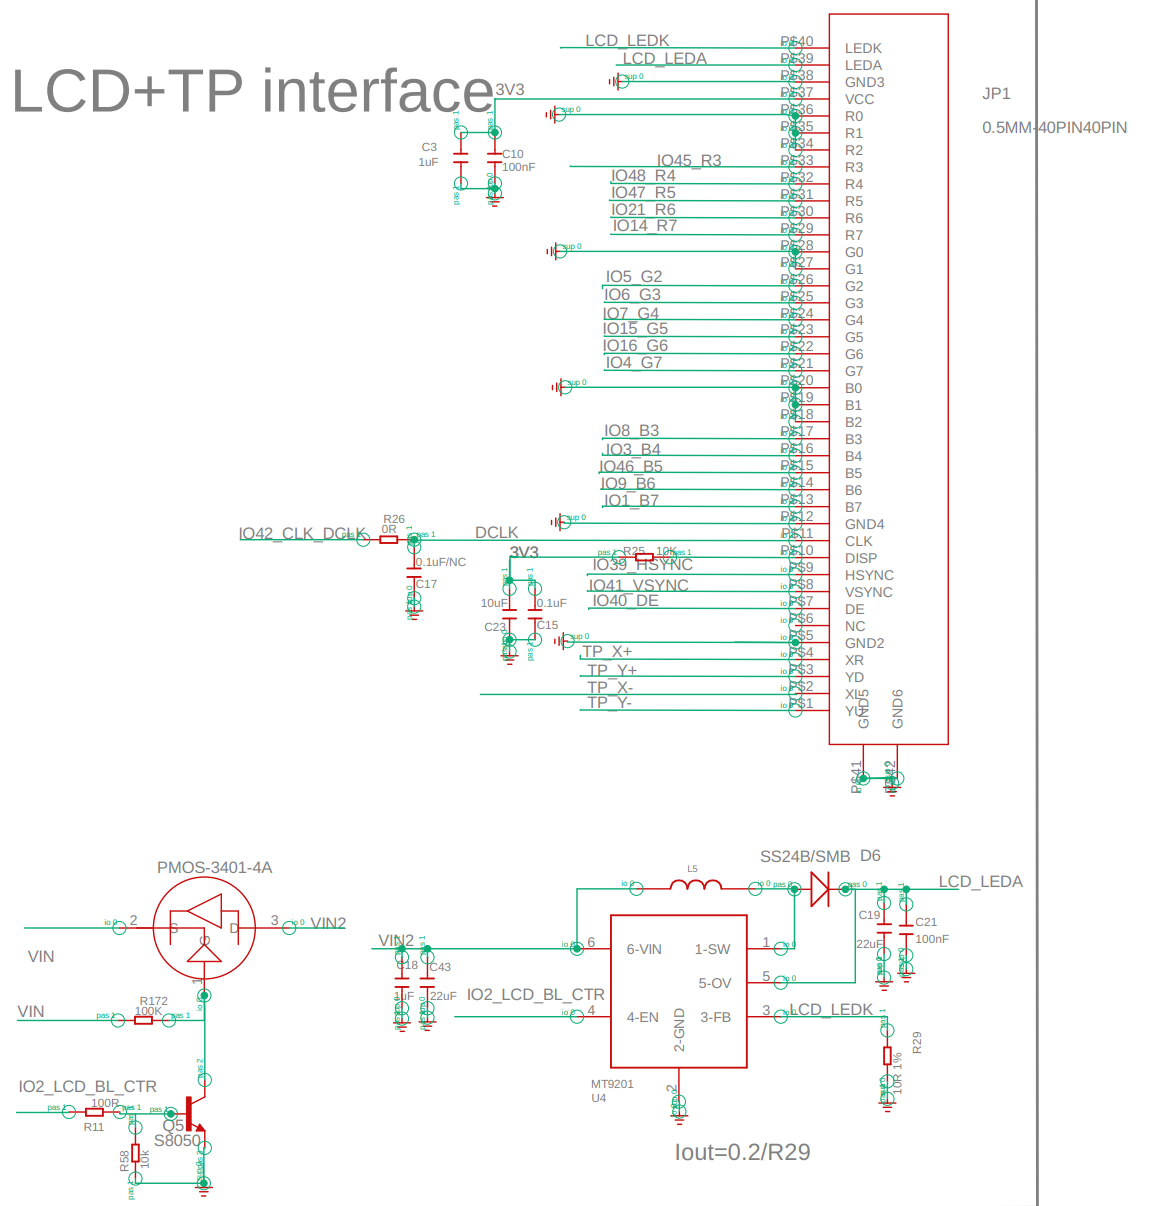 LCD+TP interface
LCD_LEDK
LCD_LEDA
3V3
C3
1uF
C10
100nF
IO45_R3
IO48_R4
IO47_R5
IO21_R6
IO14_R7
IO5_G2
IO6_G3
IO7_G4
IO15_G5
IO16_G6
IO4_G7
IO8_B3
IO3_B4
IO46_B5
IO9_B6
IO1_B7
IO42_CLK_DCLK
R26
0R
DCLK
0.1uF/NC
C17
3V3
R25 10K
IO39_HSYNC
IO41_VSYNC
IO40_DE
10uF
0.1uF
C23
C15
TP_X+
TP_Y+
TP_X-
TP_Y-
P$40 LEDK
P$39 LEDA
P$38 GND3
P$37 VCC
P$36 R0
P$35 R1
P$34 R2
P$33 R3
P$32 R4
P$31 R5
P$30 R6
P$29 R7
P$28 G0
P$27 G1
P$26 G2
P$25 G3
P$24 G4
P$23 G5
P$22 G6
P$21 G7
P$20 B0
P$19 B1
P$18 B2
P$17 B3
P$16 B4
P$15 B5
P$14 B6
P$13 B7
P$12 GND4
P$11 CLK
P$10 DISP
P$9 HSYNC
P$8 VSYNC
P$7 DE
P$6 NC
P$5 GND2
P$4 XR
P$3 YD
P$2 XL
P$1 YU
GND5
GND6
P$41
P$42
JP1
0.5MM-40PIN40PIN
PMOS-3401-4A
2
S
G
D
3
1
VIN
VIN2
VIN
R172
100K
IO2_LCD_BL_CTR
100R
R11
Q5
S8050
R58
10k
VIN2
C18
1uF
C43
22uF
IO2_LCD_BL_CTR
L5
SS24B/SMB D6
LCD_LEDA
C19
22uF
C21
100nF
6 6-VIN
1-SW 1
5-OV 5
4 4-EN
3-FB 3
2-GND
2
LCD_LEDK
R29
10R 1%
MT9201
U4
Iout=0.2/R29